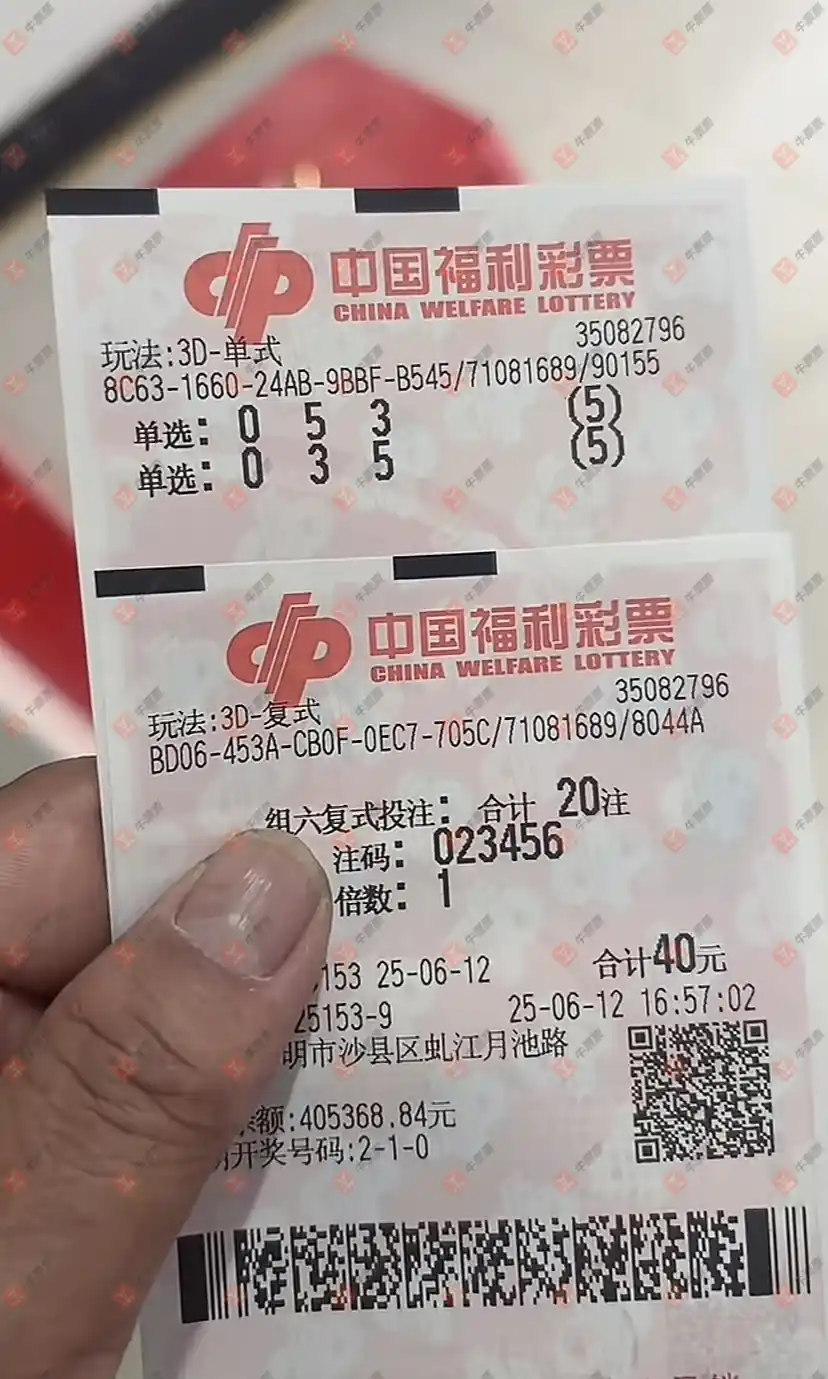 中国福利彩票
CHINA WELFARE LOTTERY
35082796
玩法:3D-单式
8C63-1660-24AB-9BBF-B545/71081689/90155
单选: 0 5 3 (5)
单选: 0 3 5 (5)
中国福利彩票
CHINA WELFARE LOTTERY
35082796
玩法:3D-复式
BD06-453A-CB0F-0EC7-705C/71081689/8044A
组六复式投注: 合计 20注
注码: 023456
倍数: 1
153 25-06-12 合计40元
25153-9 25-06-12 16:57:02
明市沙县区虬江月池路
额:405368.84元
开奖号码:2-1-0